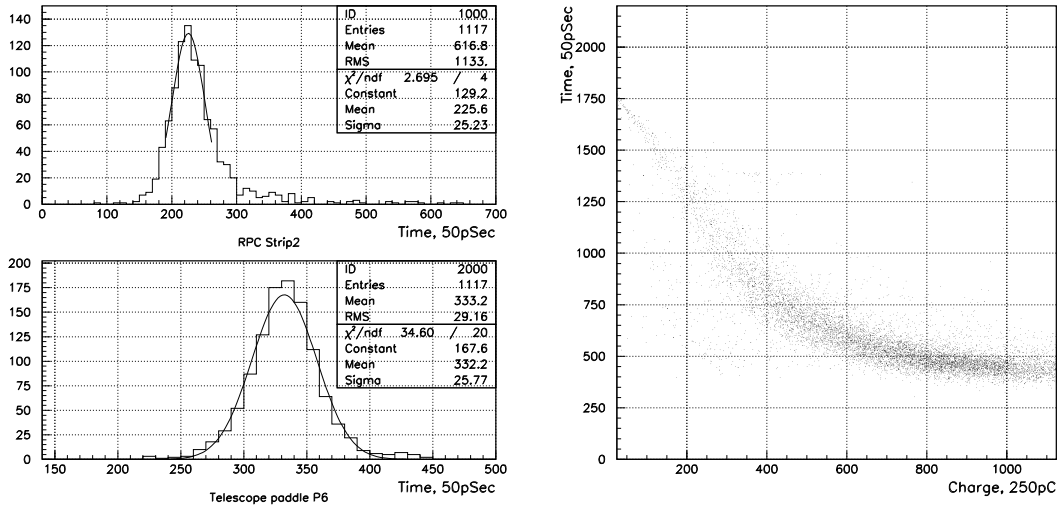 140
120
100
80
60
40
20
0
ID 1000
Entries 1117
Mean 616.8
RMS 1133.
χ²/ndf 2.695 / 4
Constant 129.2
Mean 225.6
Sigma 25.23
0 100 200 300 400 500 600 700
Time, 50pSec
RPC Strip2
200
175
150
125
100
75
50
25
0
ID 2000
Entries 1117
Mean 333.2
RMS 29.16
χ²/ndf 34.60 / 20
Constant 167.6
Mean 332.2
Sigma 25.77
150 200 250 300 350 400 450 500
Time, 50pSec
Telescope paddle P6
Time, 50pSec
2000
1750
1500
1250
1000
750
500
250
0
200 400 600 800 1000
Charge, 250pC